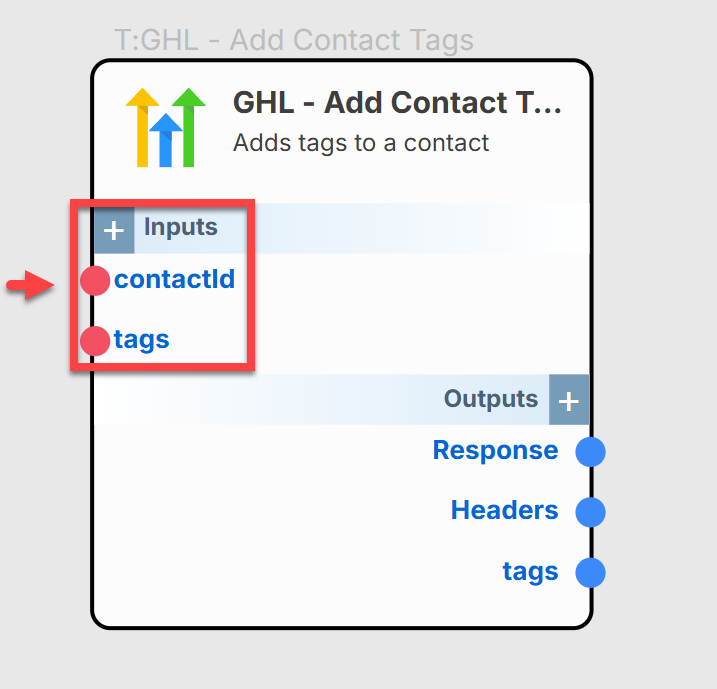 T:GHL - Add Contact Tags
GHL - Add Contact T...
Adds tags to a contact
+ Inputs
contactId
tags
Outputs +
Response
Headers
tags